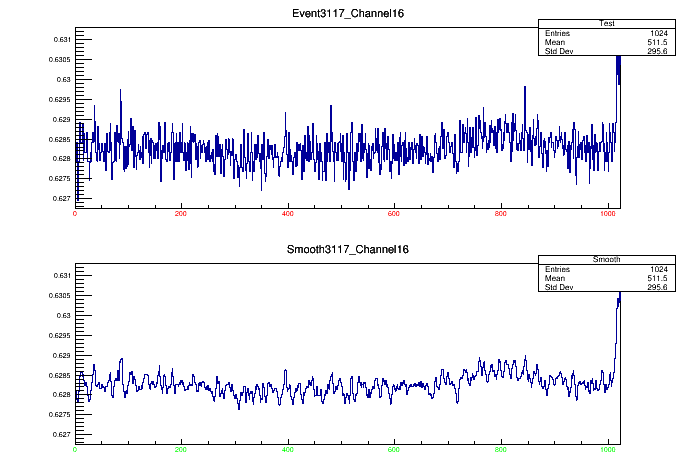 Event3117_Channel16
Test
Entries 1024
Mean 511.5
Std Dev 295.6
0.631
0.6305
0.63
0.6295
0.629
0.6285
0.628
0.6275
0.627
0 200 400 600 800 1000
Smooth3117_Channel16
Smooth
Entries 1024
Mean 511.5
Std Dev 295.6
0.631
0.6305
0.63
0.6295
0.629
0.6285
0.628
0.6275
0.627
0 200 400 600 800 1000